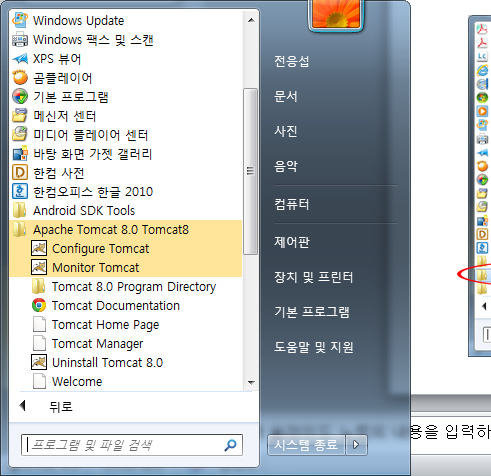 Windows Update
Windows 팩스 및 스캔
XPS 뷰어
곰플레이어
기본 프로그램
메신저 센터
미디어 플레이어 센터
바탕 화면 가젯 갤러리
한컴 사전
한컴오피스 한글 2010
Android SDK Tools
Apache Tomcat 8.0 Tomcat8
Configure Tomcat
Monitor Tomcat
Tomcat 8.0 Program Directory
Tomcat Documentation
Tomcat Home Page
Tomcat Manager
Uninstall Tomcat 8.0
Welcome
뒤로
프로그램 및 파일 검색
전응섭
문서
사진
음악
컴퓨터
제어판
장치 및 프린터
기본 프로그램
도움말 및 지원
시스템 종료
용을 입력하